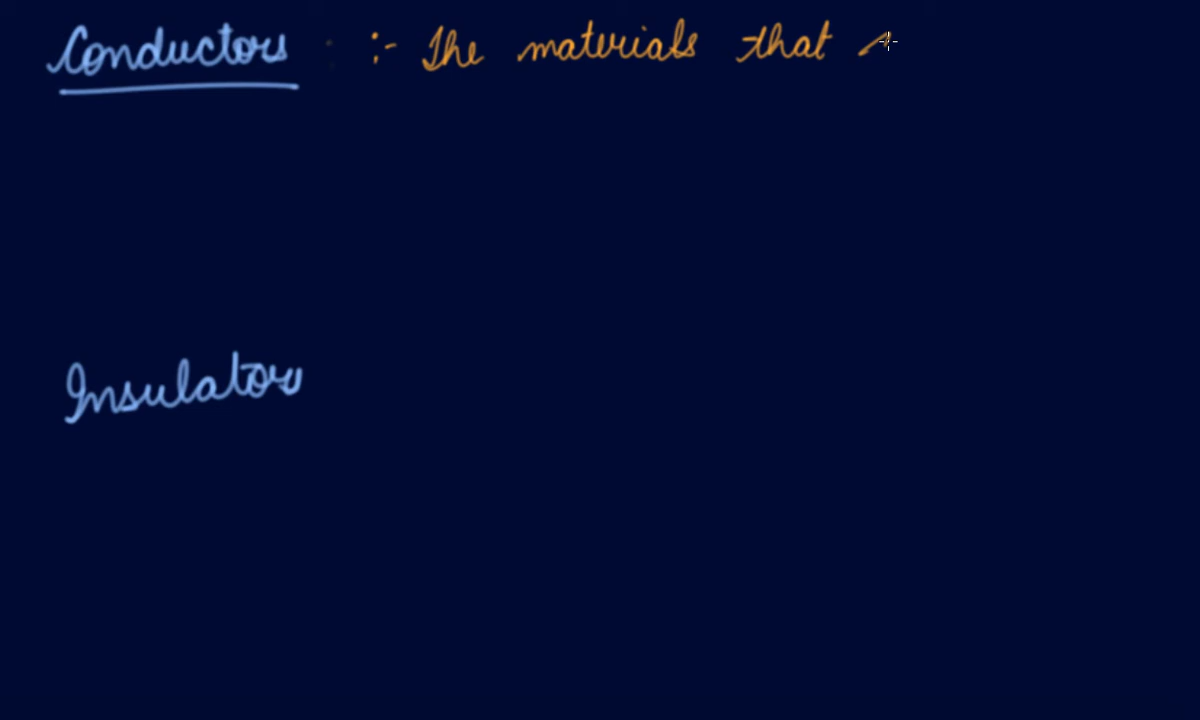 Conductors :- The materials that
Insulators